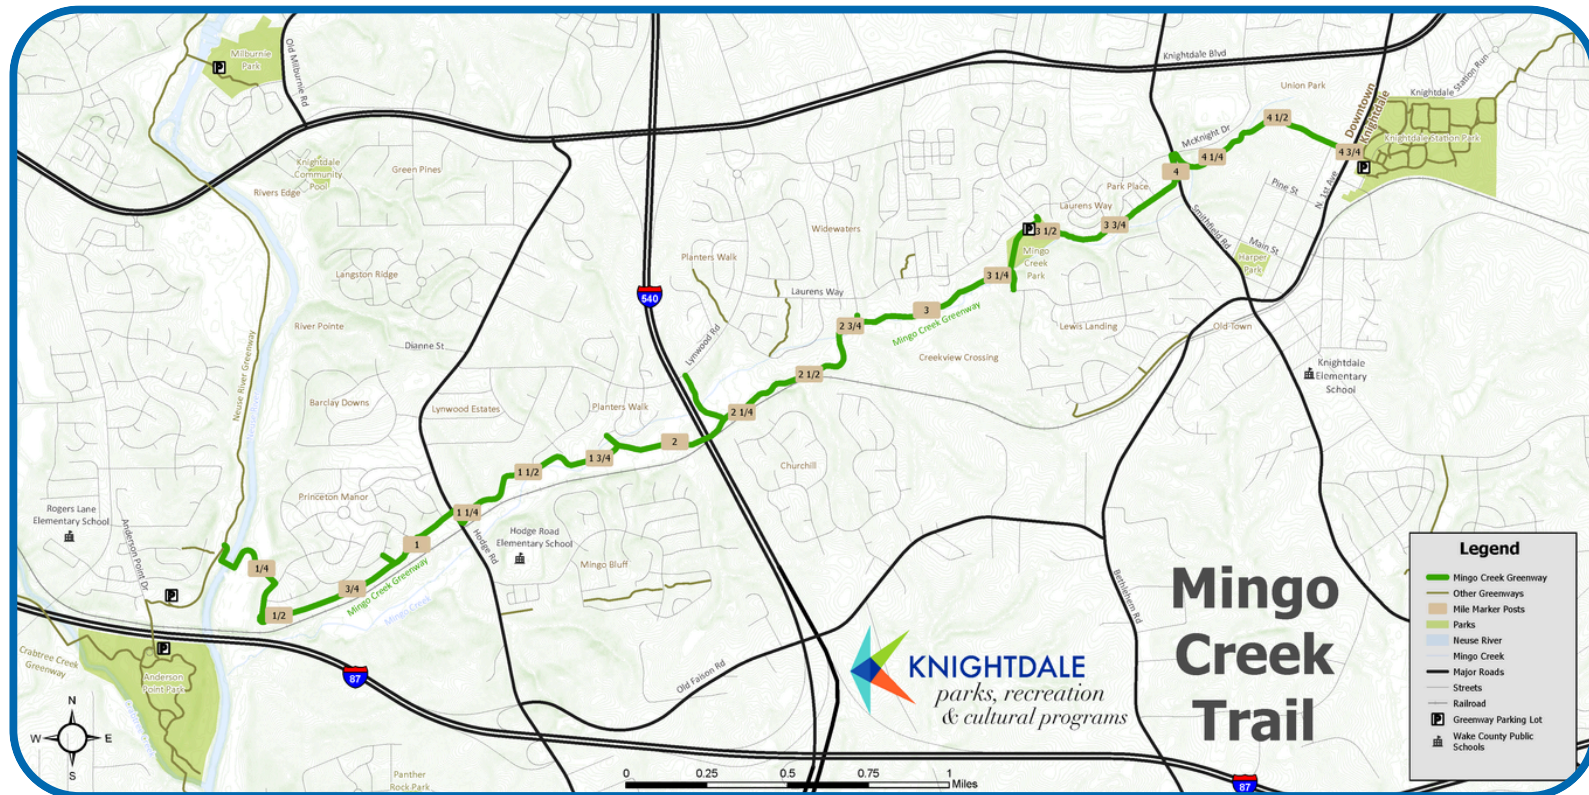 Milburnie
Park
Old Milburnie Rd
Knightdale Blvd
Union Park
Knightdale Station Run
Downtown
Knightdale
Knightdale Station Park
McKnight Dr
4 1/2
4 1/4
4 3/4
4
Pine St
N. 1st Ave
Main St
Smithfield Rd
Harper
Park
Park Place
Laurens Way
3 3/4
3 1/2
Mingo
Creek
Park
3 1/4
Knightdale
Community
Pool
Green Pines
Rivers Edge
Widewaters
Planters Walk
Langston Ridge
Laurens Way
540
3
Mingo Creek Greenway
2 3/4
Lewis Landing
Old Town
River Pointe
Dianne St
Lynwood Rd
Creekview Crossing
Knightdale
Elementary
School
Neuse River Greenway
Neuse River
2 1/2
Barclay Downs
Lynwood Estates
Planters Walk
2 1/4
2
1 3/4
1 1/2
Churchill
Princeton Manor
1 1/4
Rogers Lane
Elementary School
Anderson Point Dr
Hodge Rd
Hodge Road
Elementary School
1
Mingo Bluff
1/4
3/4
1/2
Mingo Creek Greenway
Mingo Creek
Bethlehem Rd
Crabtree Creek
Greenway
Anderson
Point Park
87
Old Faison Rd
KNIGHTDALE
parks, recreation
& cultural programs
Mingo
Creek
Trail
N
W
E
S
Panther
Rock Park
0
0.25
0.5
0.75
1
Miles
87
Legend
Mingo Creek Greenway
Other Greenways
Mile Marker Posts
Parks
Neuse River
Mingo Creek
Major Roads
Streets
Railroad
P
Greenway Parking Lot
Wake County Public
Schools